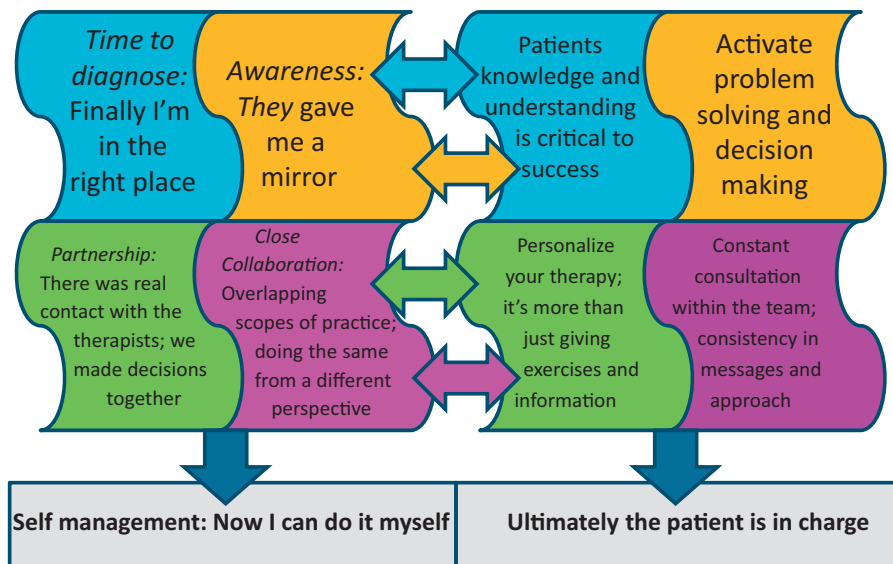 Time to
diagnose:
Finally I'm
in the
right place
Awareness:
They gave
me a
mirror
Patients
knowledge and
understanding
is critical to
success
Activate
problem
solving and
decision
making
Partnership:
There was real
contact with the
therapists; we
made decisions
together
Close
Collaboration:
Overlapping
scopes of practice;
doing the same
from a different
perspective
Personalize
your therapy;
it's more than
just giving
exercises and
information
Constant
consultation
within the team;
consistency in
messages and
approach
Self management: Now I can do it myself
Ultimately the patient is in charge